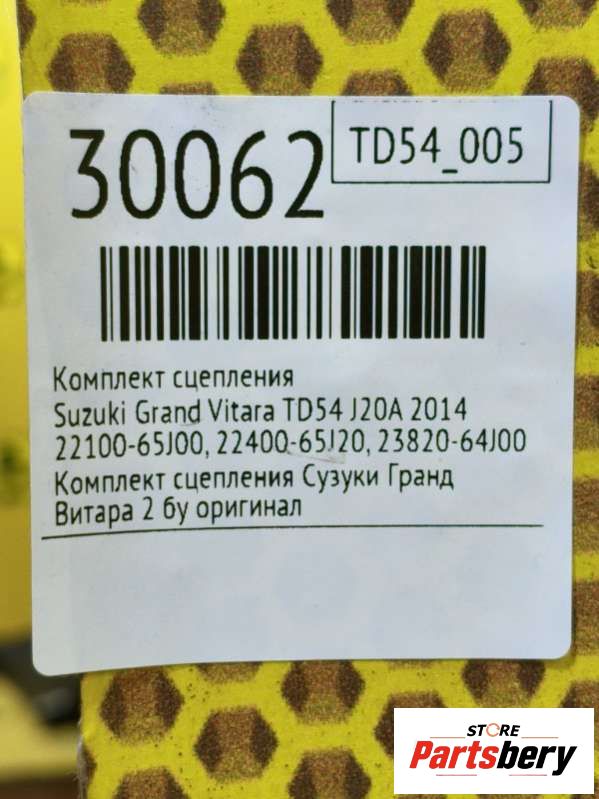 30062
TD54_005
Комплект сцепления
Suzuki Grand Vitara TD54 J20A 2014
22100-65J00, 22400-65J20, 23820-64J00
Комплект сцепления Сузуки Гранд
Витара 2 бу оригинал
STORE
Partsbery